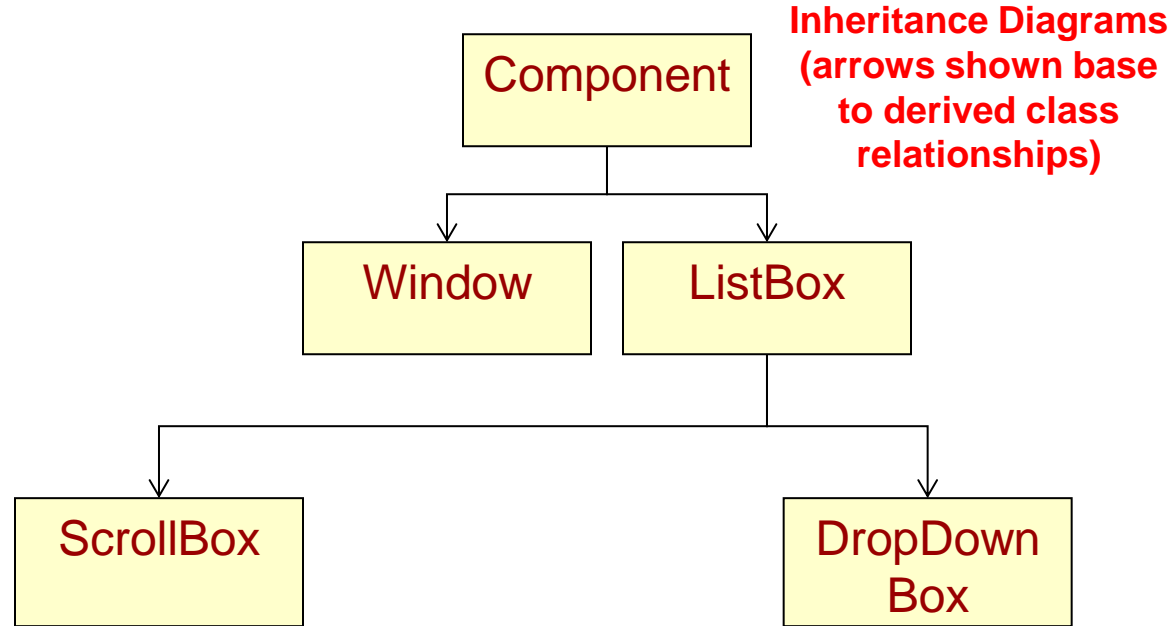 Inheritance Diagrams
(arrows shown base
to derived class
relationships)
Component
Window
ListBox
ScrollBox
DropDown
Box